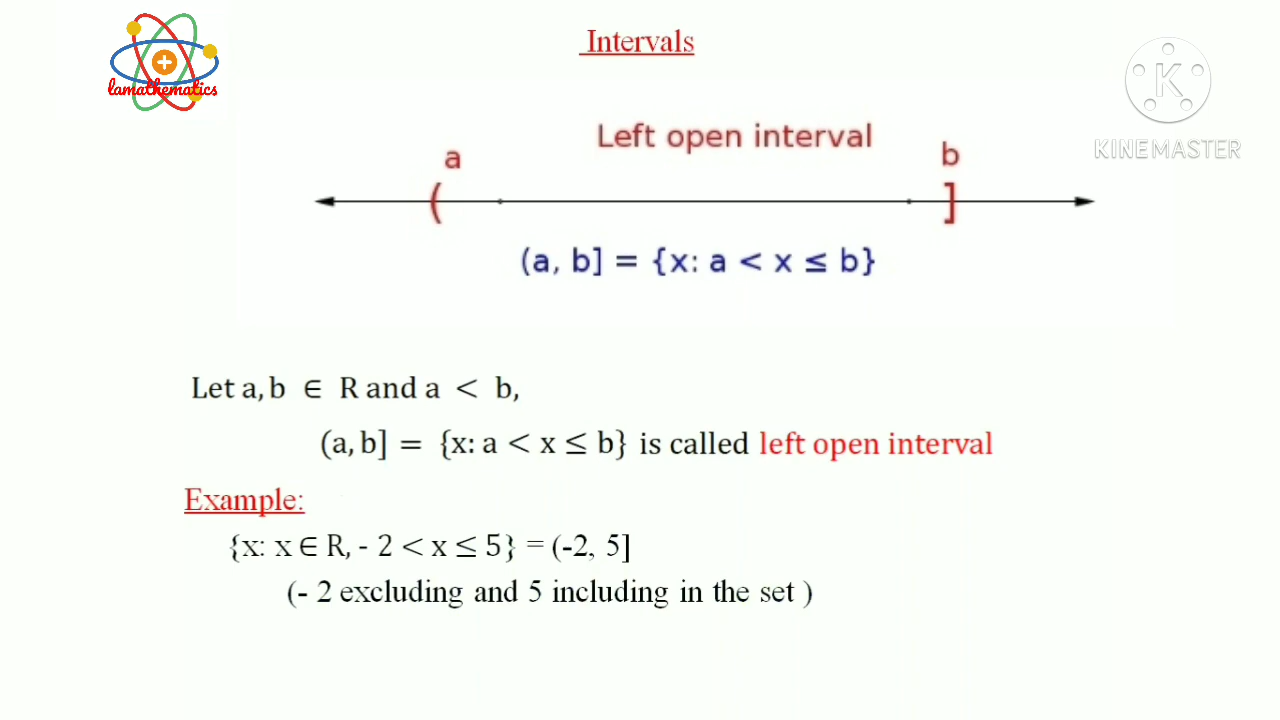 Intervals
lamathematics
K
KINEMASTER
Left open interval
a
b
( ]
(a, b] = {x: a < x ≤ b}
Let a, b ∈ R and a < b,
(a, b] = {x: a < x ≤ b} is called left open interval
Example:
{x: x ∈ R, - 2 < x ≤ 5} = (-2, 5]
(- 2 excluding and 5 including in the set )